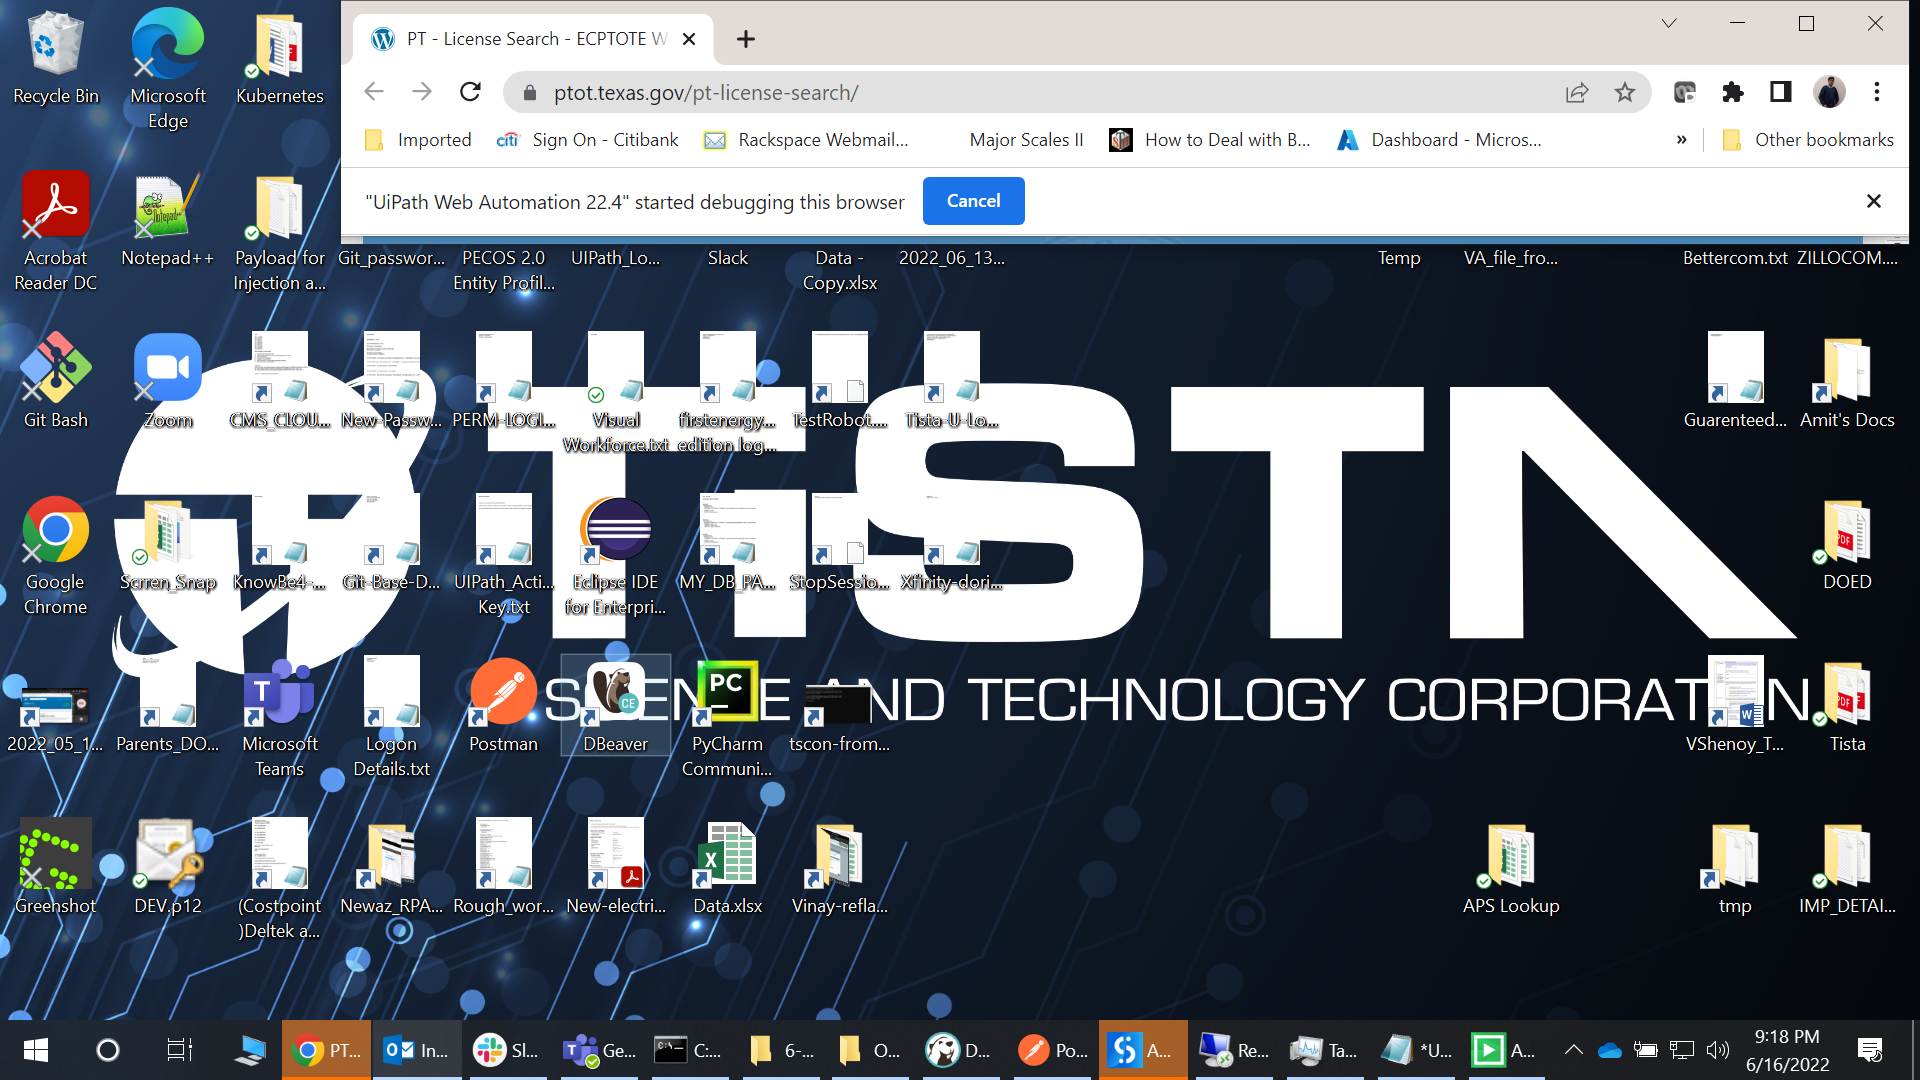 PT - License Search - ECPTOTE W
ptot.texas.gov/pt-license-search/
Imported
citi
Sign On - Citibank
Rackspace Webmail...
Major Scales II
How to Deal with B...
Dashboard - Micros...
»
Other bookmarks
"UiPath Web Automation 22.4" started debugging this browser
Cancel
Recycle Bin
Microsoft
Edge
Kubernetes
Acrobat
Reader DC
Notepad++
Payload for
Injection a...
Git_passwor...
PECOS 2.0
Entity Profil...
UIPath_Lo...
Slack
Data -
Copy.xlsx
2022_06_13...
Temp
VA_file_fro...
Bettercom.txt
ZILLOCOM....
Git Bash
Zoom
CMS_CLOU...
New-Passw...
PERM-LOGI...
Visual
Workforce.txt
firstenergy...
edition log...
TestRobot....
Tista-U-Lo...
Guarenteed...
Amit's Docs
TiSTA
SCIENCE AND TECHNOLOGY CORPORATION
Google
Chrome
Scrren_Snap
KnowBe4-...
Git-Base-D...
UIPath_Acti...
Key.txt
Eclipse IDE
for Enterpri...
MY_DB_PA...
StopSessio...
Xfinity-dori...
DOED
2022_05_1...
Parents_DO...
Microsoft
Teams
Logon
Details.txt
Postman
CE
DBeaver
PC
PyCharm
Communi...
tscon-from...
VShenoy_T...
Tista
Greenshot
DEV.p12
(Costpoint
)Deltek a...
Newaz_RPA...
Rough_wor...
New-electri...
Data.xlsx
Vinay-refla...
APS Lookup
tmp
IMP_DETAI...
PT...
In...
Sl...
Ge...
C:...
6-...
O...
D...
Po...
A...
Re...
Ta...
*U...
A...
9:18 PM
6/16/2022